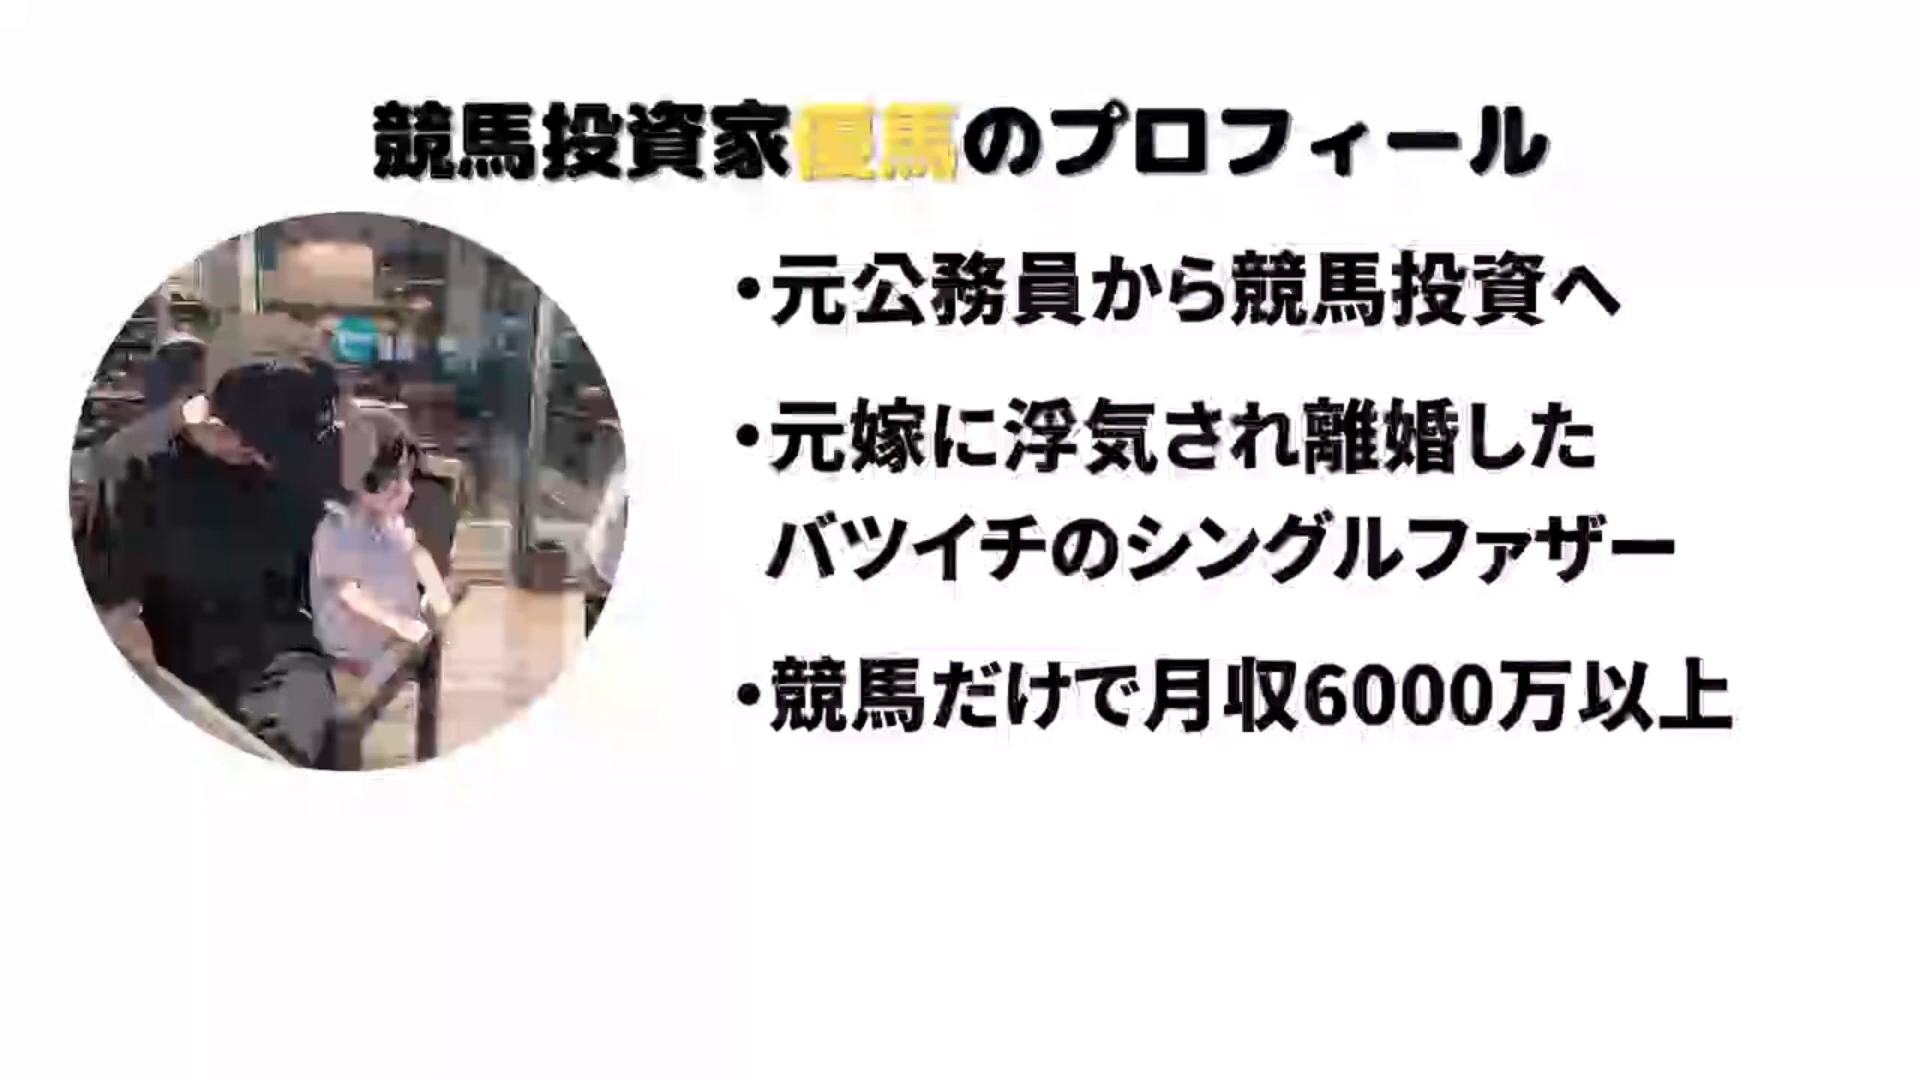 競馬投資家優馬のプロフィール
・元公務員から競馬投資へ
・元嫁に浮気され離婚した
バツイチのシングルファザー
・競馬だけで月収6000万以上